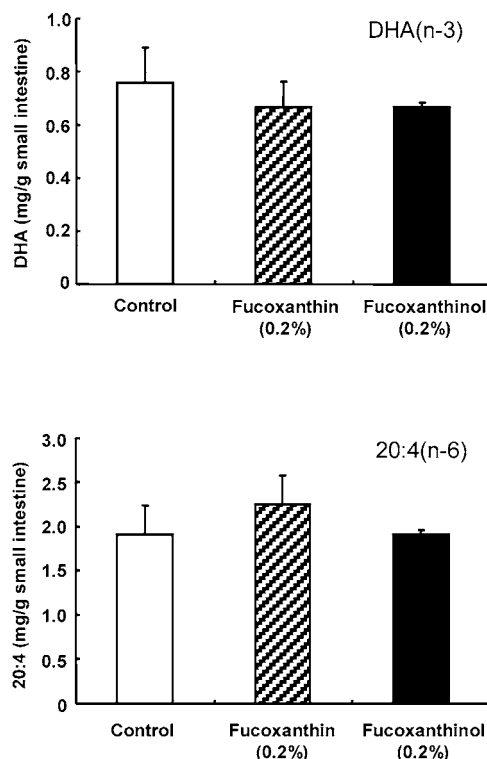 DHA(n-3)
DHA (mg/g small intestine)
1.0
0.8
0.6
0.4
0.2
0
Control
Fucoxanthin
(0.2%)
Fucoxanthinol
(0.2%)
20:4(n-6)
20:4 (mg/g small intestine)
3.0
2.5
2.0
1.5
1.0
0.5
0
Control
Fucoxanthin
(0.2%)
Fucoxanthinol
(0.2%)